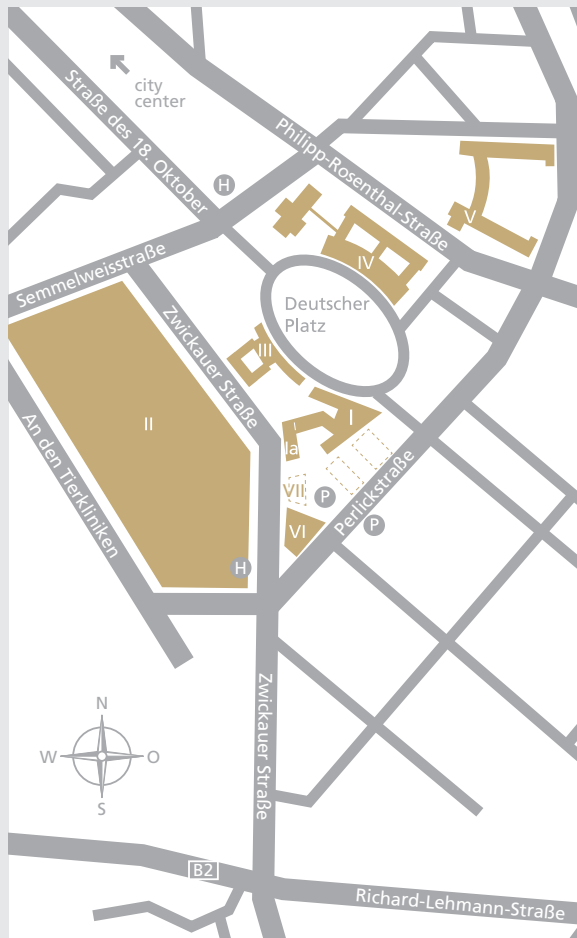 city
center
Straße des 18. Oktober
Philipp-Rosenthal-Straße
H
V
IV
Semmelweisstraße
Deutscher
Platz
Zwickauer Straße
III
I
II
Ia
An den Tierkliniken
VII
P
Perlickstraße
P
VI
H
Zwickauer Straße
N
W
O
S
B2
Richard-Lehmann-Straße